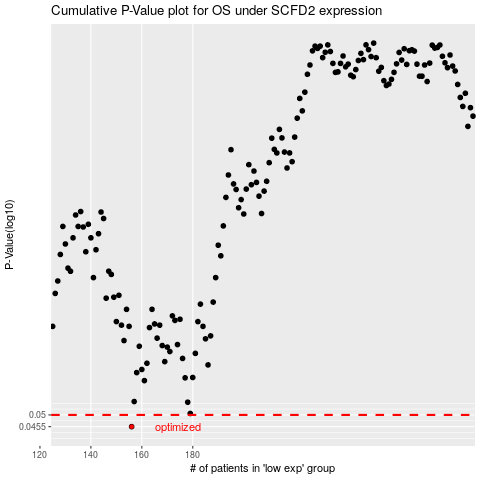 Cumulative P-Value plot for OS under SCFD2 expression
P-Value(log10)
0.05
0.0455
optimized
120 140 160 180
# of patients in 'low exp' group